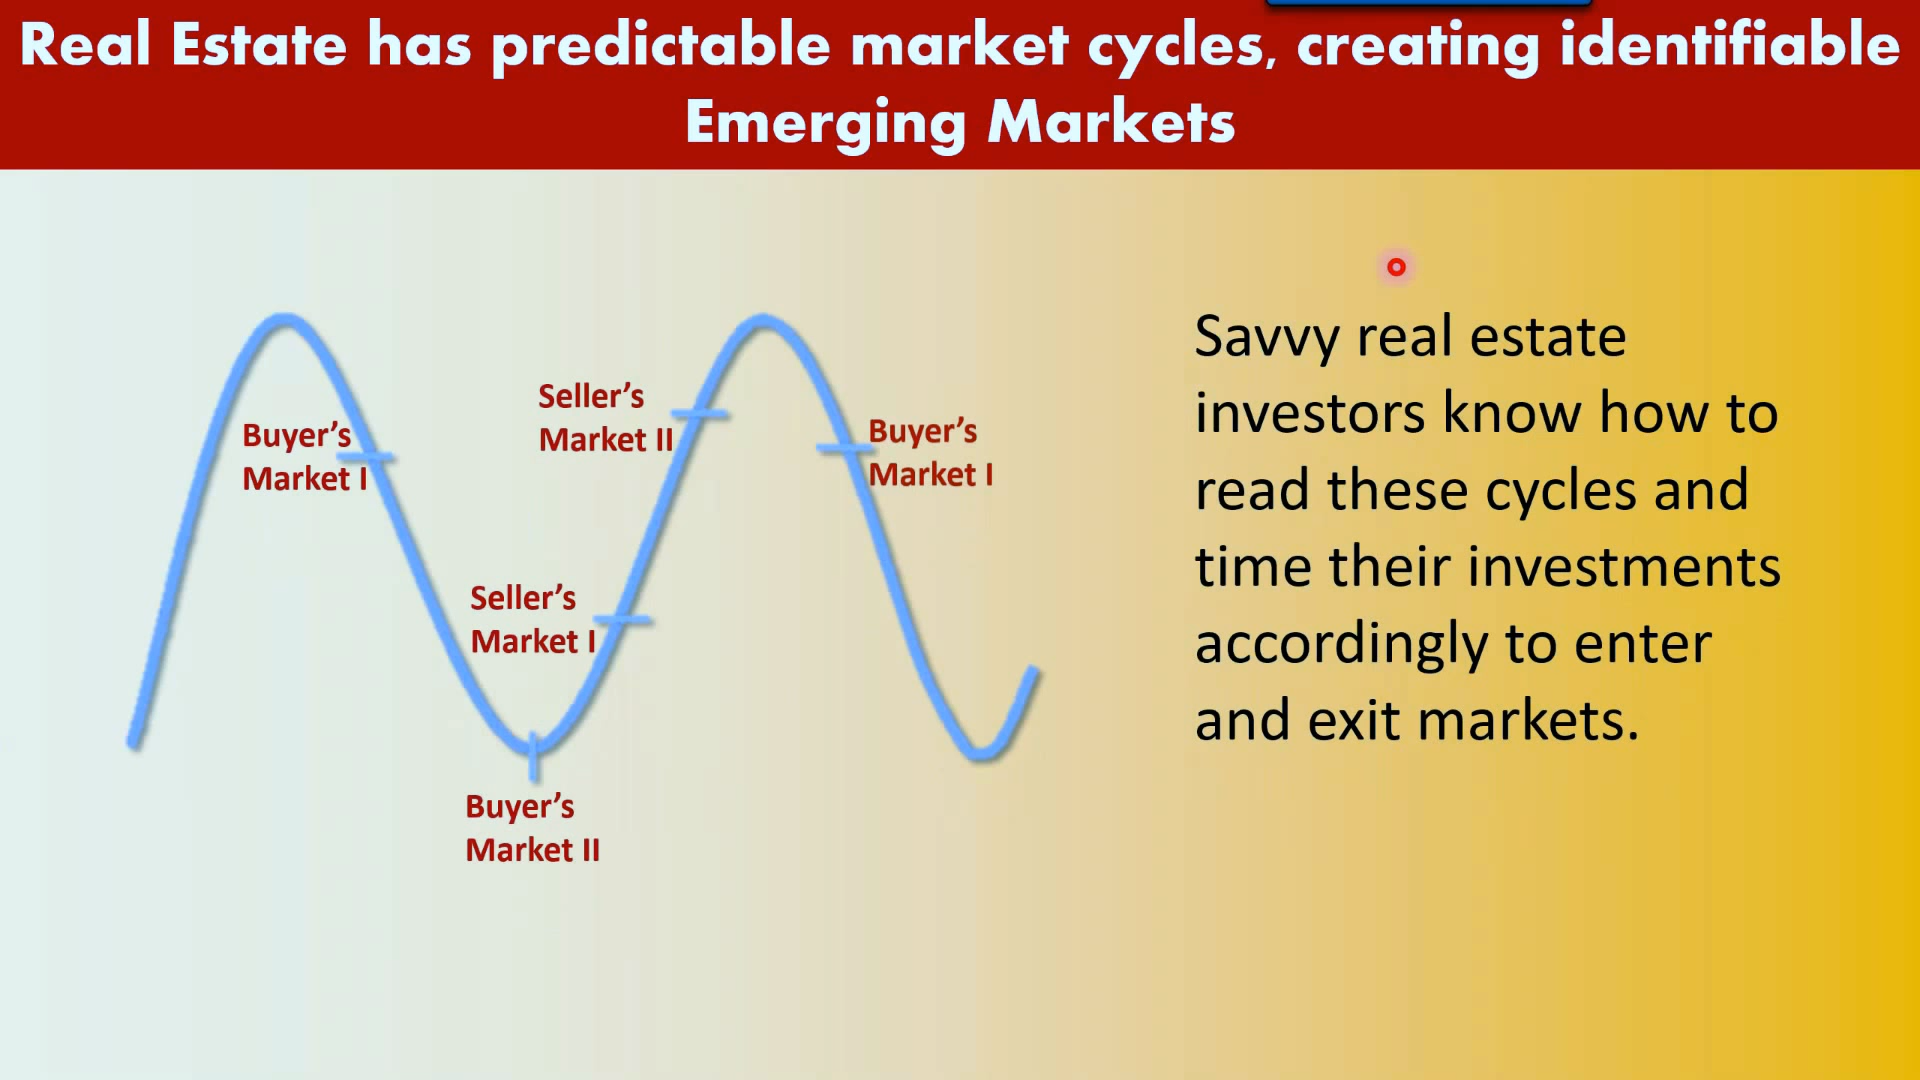 Real Estate has predictable market cycles, creating identifiable
Emerging Markets
Buyer’s
Market I
Seller’s
Market II
Buyer’s
Market I
Seller’s
Market I
Buyer’s
Market II
Savvy real estate
investors know how to
read these cycles and
time their investments
accordingly to enter
and exit markets.